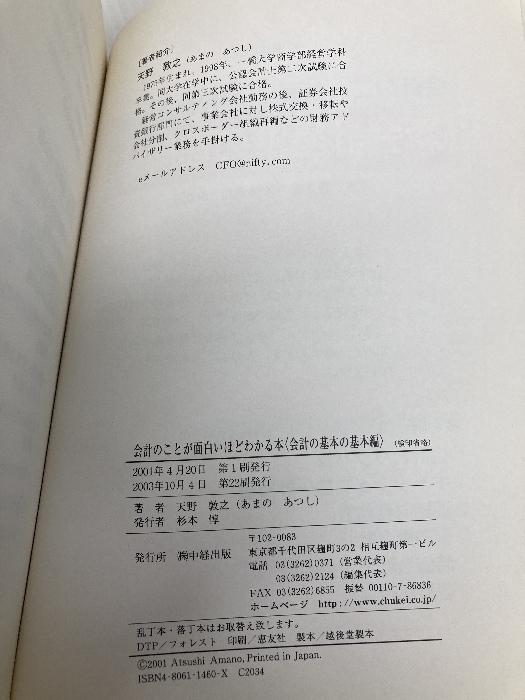 〔著者紹介〕
天野 敦之(あまの あつし)
1975年生まれ。1998年、一橋大学商学部経営学科
卒業。同大学在学中に、公認会計士第二次試験に合
格。その後、同第三次試験に合格。
経営コンサルティング会社勤務の後、証券会社投
資銀行部門にて、事業会社に対し株式交換・移転や
会社分割、クロスボーダー組織再編などの財務アド
バイザリー業務を手掛ける。
eメールアドレス CFO@nifty.com
会計のことが面白いほどわかる本〈会計の基本の基本編〉 (検印省略)
2001年4月20日 第1刷発行
2003年10月4日 第22刷発行
著 者 天野 敦之(あまの あつし)
発行者 杉本 惇
発行所 ㈱中経出版
〒102-0083
東京都千代田区麹町3の2 相互麹町第一ビル
電話 03(3262)0371(営業代表)
03(3262)2124(編集代表)
FAX 03(3262)6855 振替 00110-7-86836
ホームページ http://www.chukei.co.jp/
乱丁本・落丁本はお取替え致します。
DTP/フォレスト 印刷/恵友社 製本/越後堂製本
©2001 Atsushi Amano, Printed in Japan.
ISBN4-8061-1460-X C2034